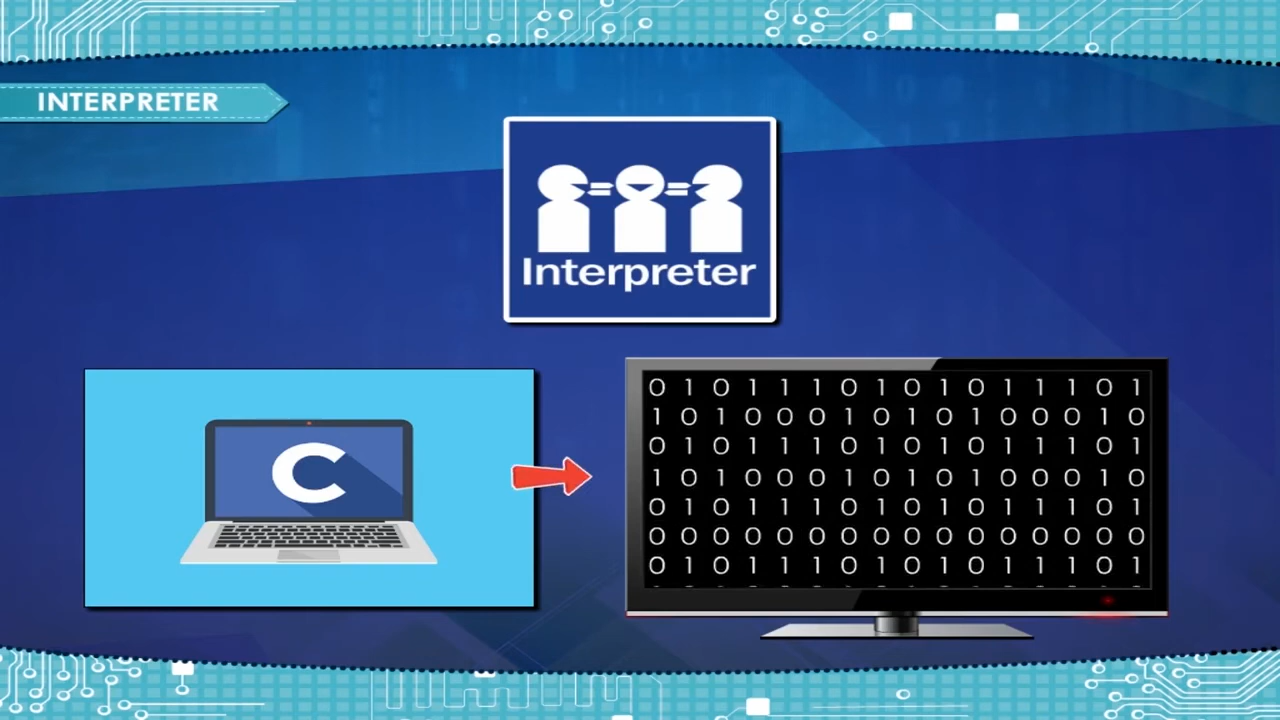 INTERPRETER
Interpreter
C
0 1 0 1 1 1 0 1 0 1 0 1 1 1 0 1
1 0 1 0 0 0 1 0 1 0 1 0 0 0 1 0
0 1 0 1 1 1 0 1 0 1 0 1 1 1 0 1
1 0 1 0 0 0 1 0 1 0 1 0 0 0 1 0
0 1 0 1 1 1 0 1 0 1 0 1 1 1 0 1
0 0 0 0 0 0 0 0 0 0 0 0 0 0 0 0
0 1 0 1 1 1 0 1 0 1 0 1 1 1 0 1